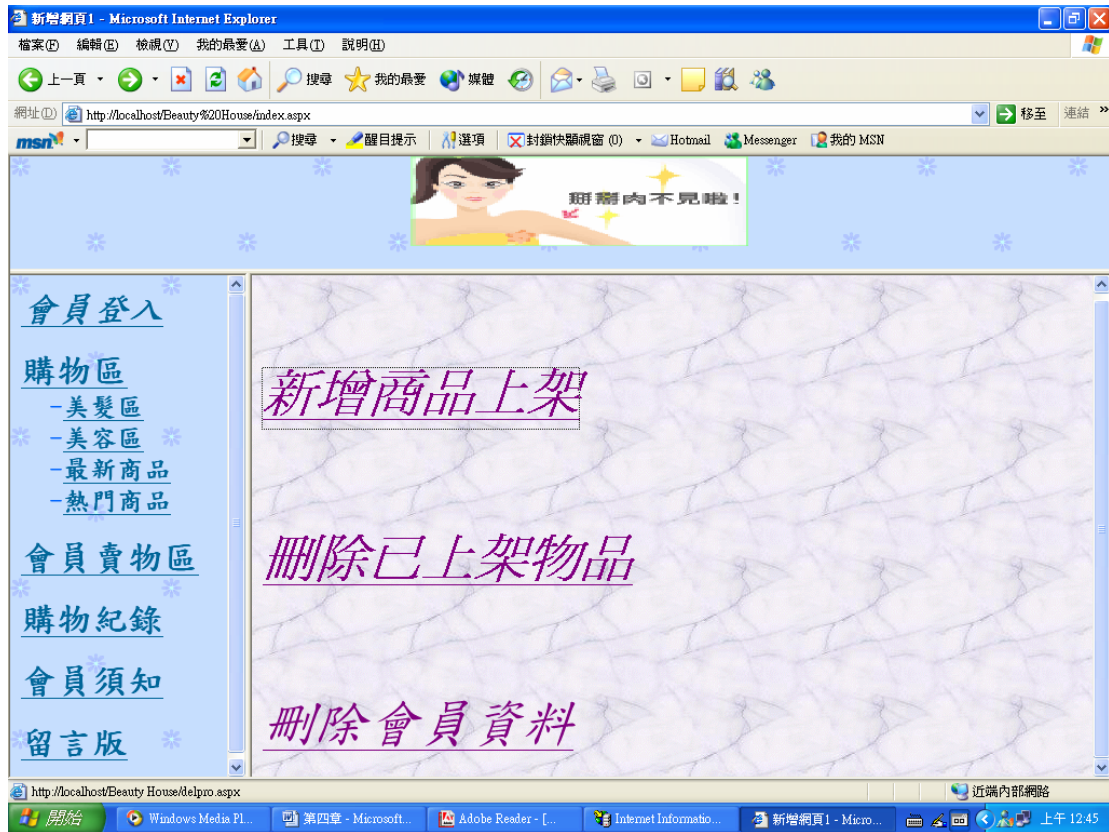 新增網頁1 - Microsoft Internet Explorer
檔案(F) 編輯(E) 檢視(V) 我的最愛(A) 工具(T) 說明(H)
上一頁 搜尋 我的最愛 媒體
網址(D) http://localhost/Beauty%20House/index.aspx 移至 連結 »
msn 搜尋 醒目提示 選項 封鎖快顯視窗 (0) Hotmail Messenger 我的 MSN
掰掰肉不見啦!
會員登入
購物區
-美髮區
-美容區
-最新商品
-熱門商品
會員賣物區
購物紀錄
會員須知
留言版
新增商品上架
刪除已上架物品
刪除會員資料
http://localhost/Beauty House/delpro.aspx 近端內部網路
開始 Windows Media Pl... 第四章 - Microsoft... Adobe Reader - [... Internet Informatio... 新增網頁1 - Micro... 上午 12:45